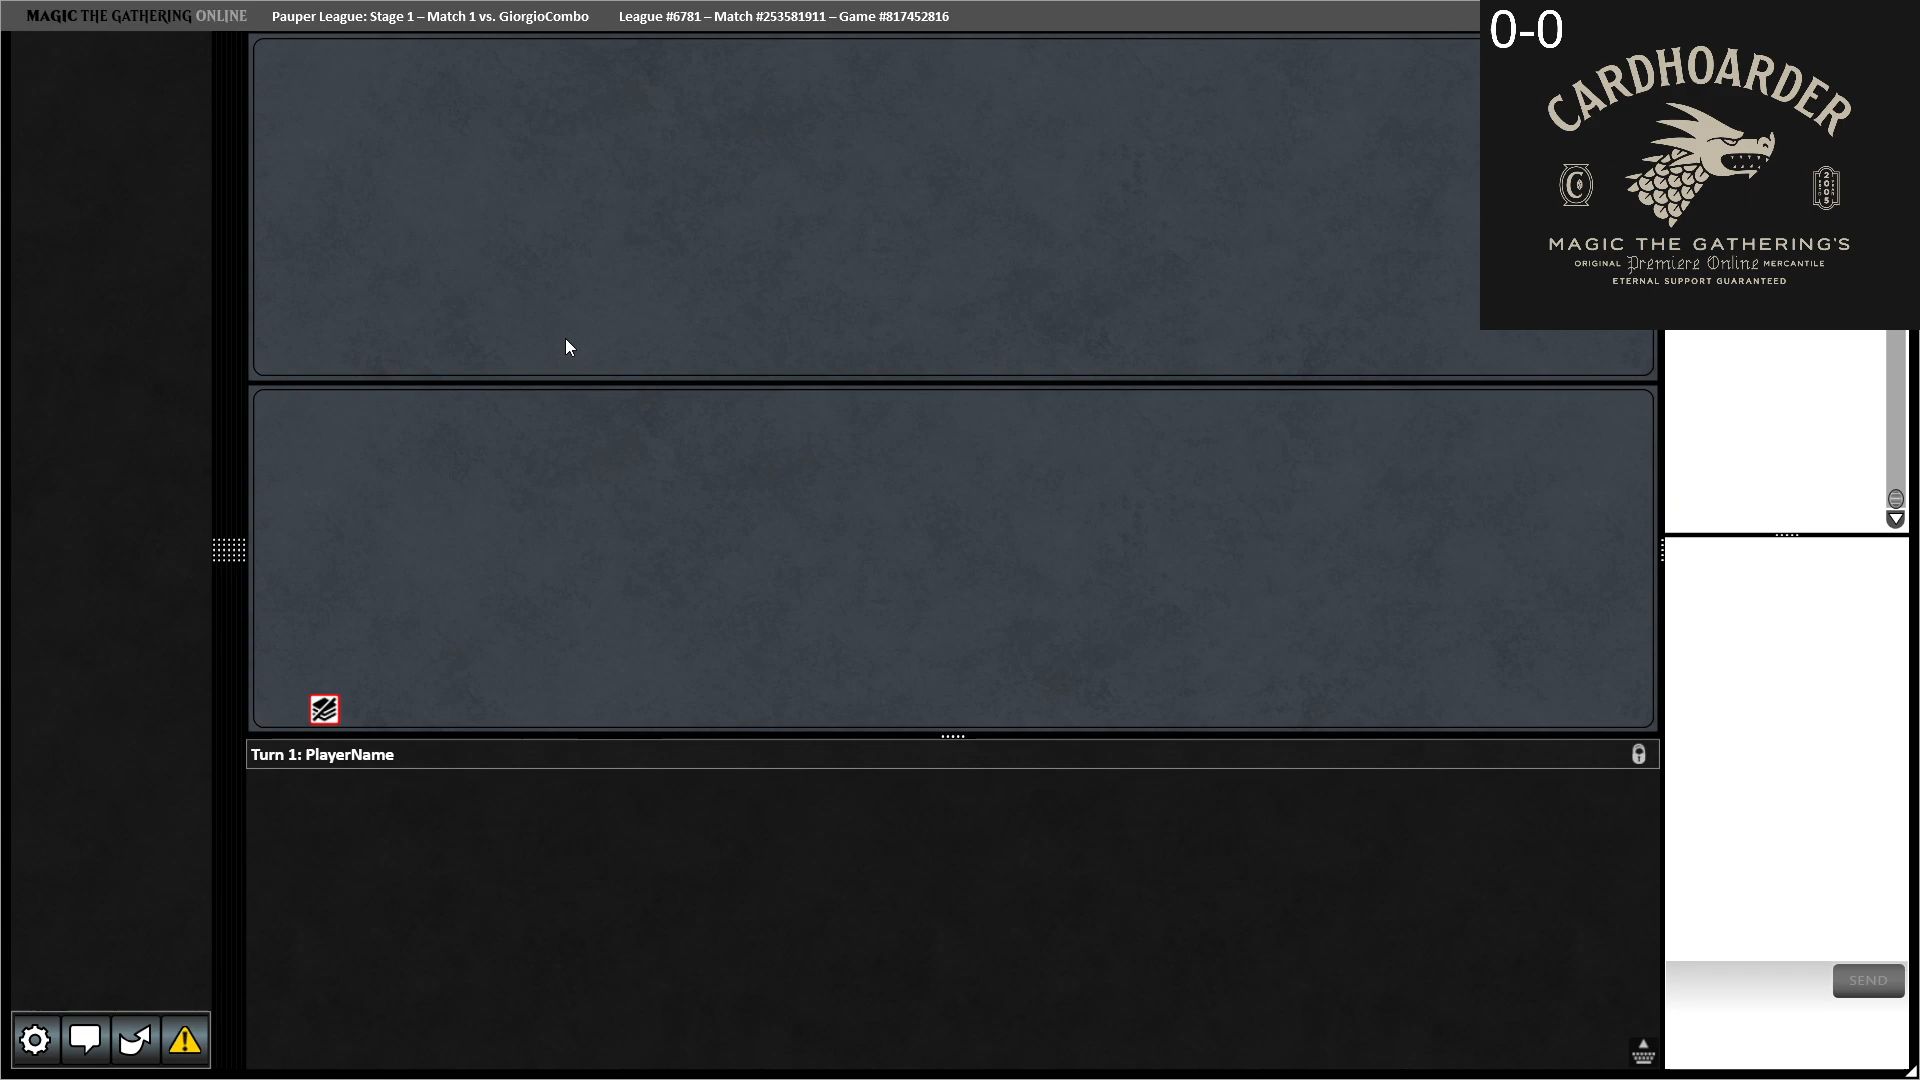 MAGIC THE GATHERING ONLINE
Pauper League: Stage 1 – Match 1 vs. GiorgioCombo
League #6781 – Match #253581911 – Game #817452816
0-0
CARDHOARDER
C
2005
MAGIC THE GATHERING'S
ORIGINAL Premiere Online MERCANTILE
ETERNAL SUPPORT GUARANTEED
Turn 1: PlayerName
SEND